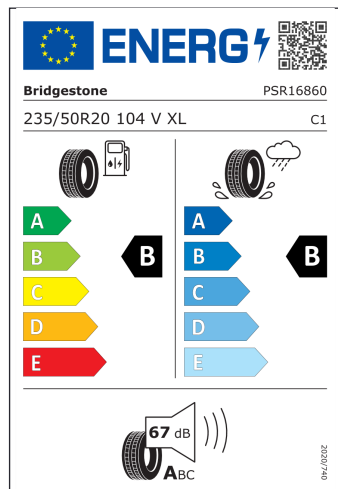 ENERG
Bridgestone PSR16860
235/50R20 104 V XL C1
A A
B B B B
C C
D D
E E
67 dB
ABC
2020/740